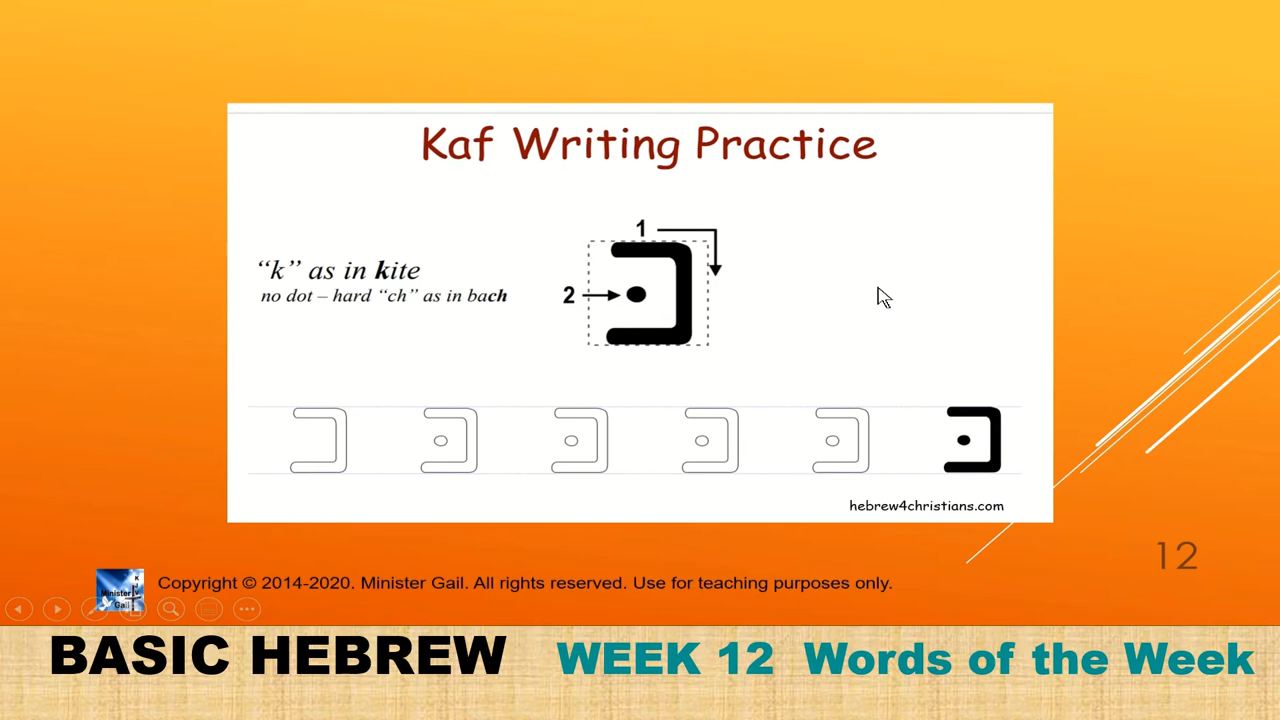 Kaf Writing Practice
1
"k" as in kite
no dot – hard "ch" as in bach
2
כּ
כ כּ כּ כּ כּ כּ
hebrew4christians.com
12
Minister Gail
Copyright © 2014-2020. Minister Gail. All rights reserved. Use for teaching purposes only.
BASIC HEBREW WEEK 12 Words of the Week